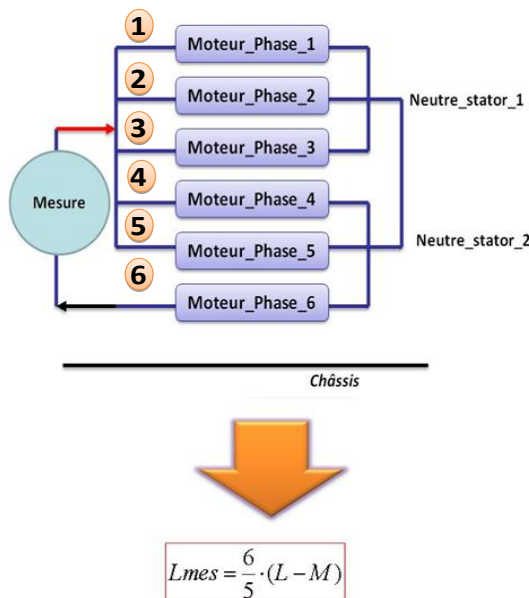 1
Moteur_Phase_1
2
Moteur_Phase_2
Neutre_stator_1
3
Moteur_Phase_3
4
Mesure
Moteur_Phase_4
5
Moteur_Phase_5
Neutre_stator_2
6
Moteur_Phase_6
Châssis
Lmes = 6/5 · (L − M)